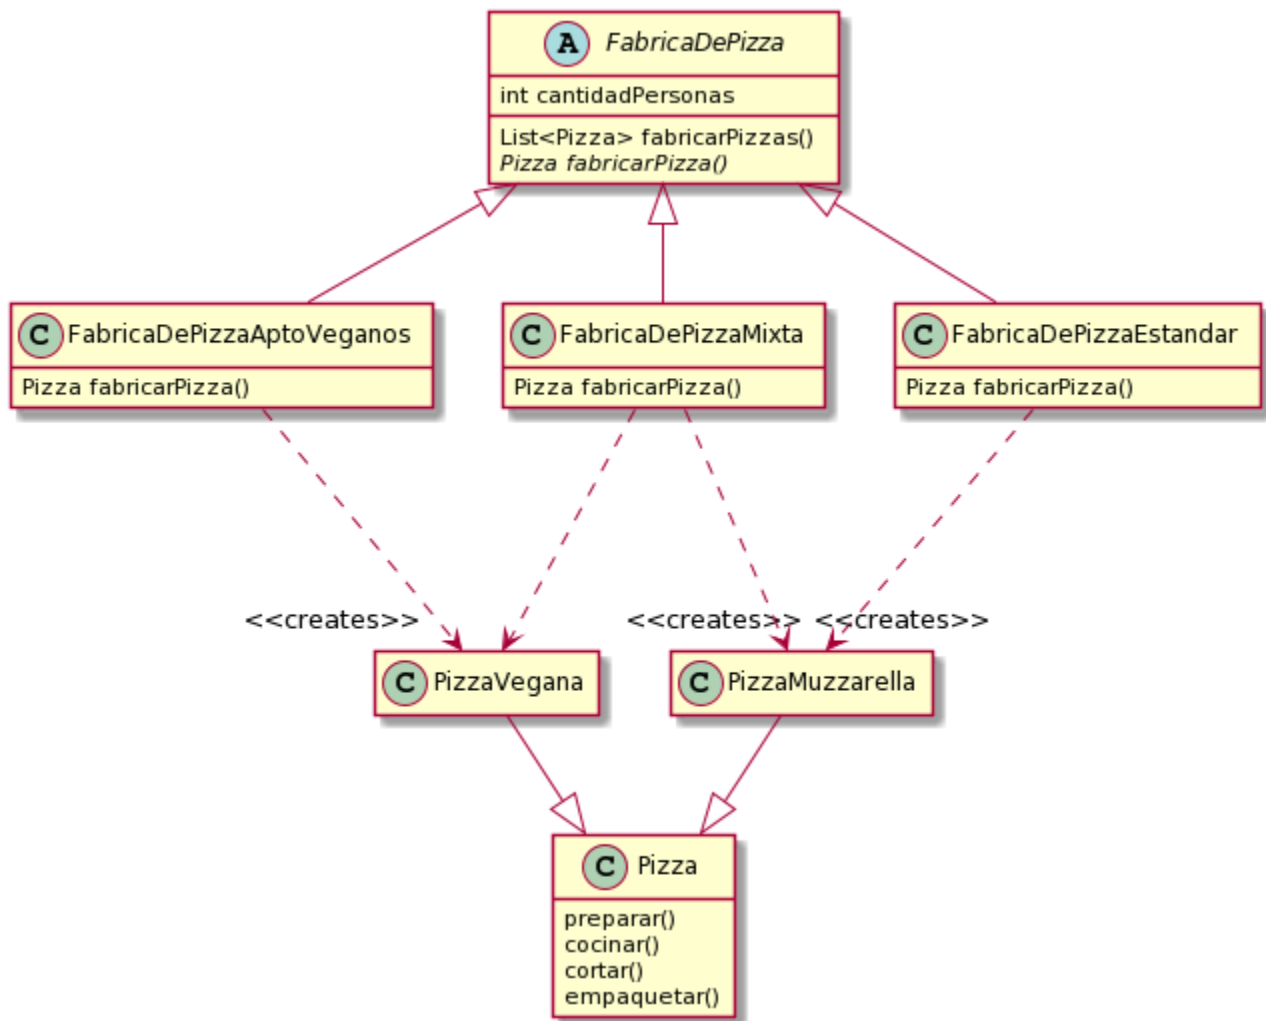 A FabricaDePizza
int cantidadPersonas
List<Pizza> fabricarPizzas()
Pizza fabricarPizza()
C FabricaDePizzaAptoVeganos
Pizza fabricarPizza()
C FabricaDePizzaMixta
Pizza fabricarPizza()
C FabricaDePizzaEstandar
Pizza fabricarPizza()
<<creates>>
<<creates>>
<<creates>>
C PizzaVegana
C PizzaMuzzarella
C Pizza
preparar()
cocinar()
cortar()
empaquetar()